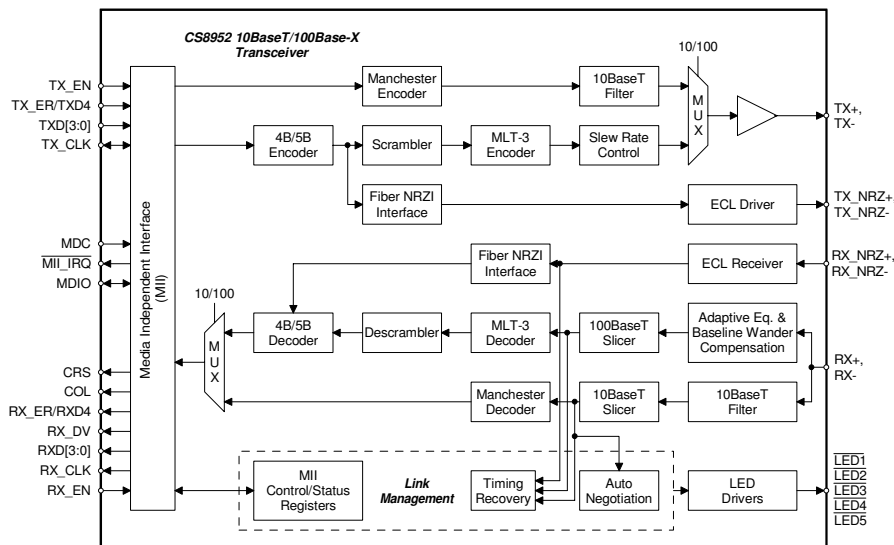 CS8952 10BaseT/100Base-X
Transceiver
10/100
TX_EN
TX_ER/TXD4
TXD[3:0]
TX_CLK
Manchester
Encoder
10BaseT
Filter
M
U
X
TX+,
TX-
4B/5B
Encoder
Scrambler
MLT-3
Encoder
Slew Rate
Control
Fiber NRZI
Interface
ECL Driver
TX_NRZ+,
TX_NRZ-
Media Independent Interface
(MII)
MDC
MII_IRQ
MDIO
Fiber NRZI
Interface
ECL Receiver
RX_NRZ+,
RX_NRZ-
10/100
M
U
X
4B/5B
Decoder
Descrambler
MLT-3
Decoder
100BaseT
Slicer
Adaptive Eq. &
Baseline Wander
Compensation
RX+,
RX-
CRS
COL
RX_ER/RXD4
RX_DV
RXD[3:0]
RX_CLK
RX_EN
Manchester
Decoder
10BaseT
Slicer
10BaseT
Filter
MII
Control/Status
Registers
Link
Management
Timing
Recovery
Auto
Negotiation
LED
Drivers
LED1
LED2
LED3
LED4
LED5